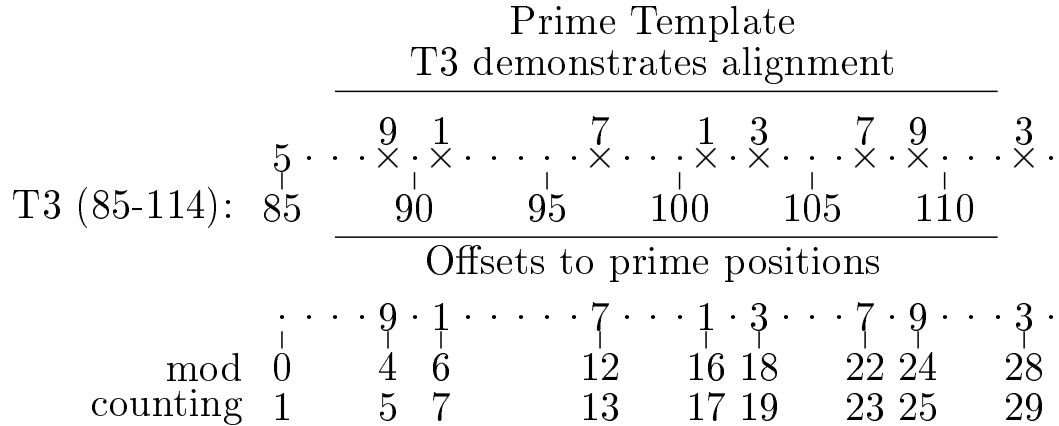 Prime Template
T3 demonstrates alignment
9 1 7 1 3 7 9 3
5 · · · × · × · · · · · × · · · × · × · · · × · × · · · × ·
T3 (85-114): 85 90 95 100 105 110
Offsets to prime positions
· · · · 9 · 1 · · · · · 7 · · · 1 · 3 · · · 7 · 9 · · · 3 ·
mod 0 4 6 12 16 18 22 24 28
counting 1 5 7 13 17 19 23 25 29